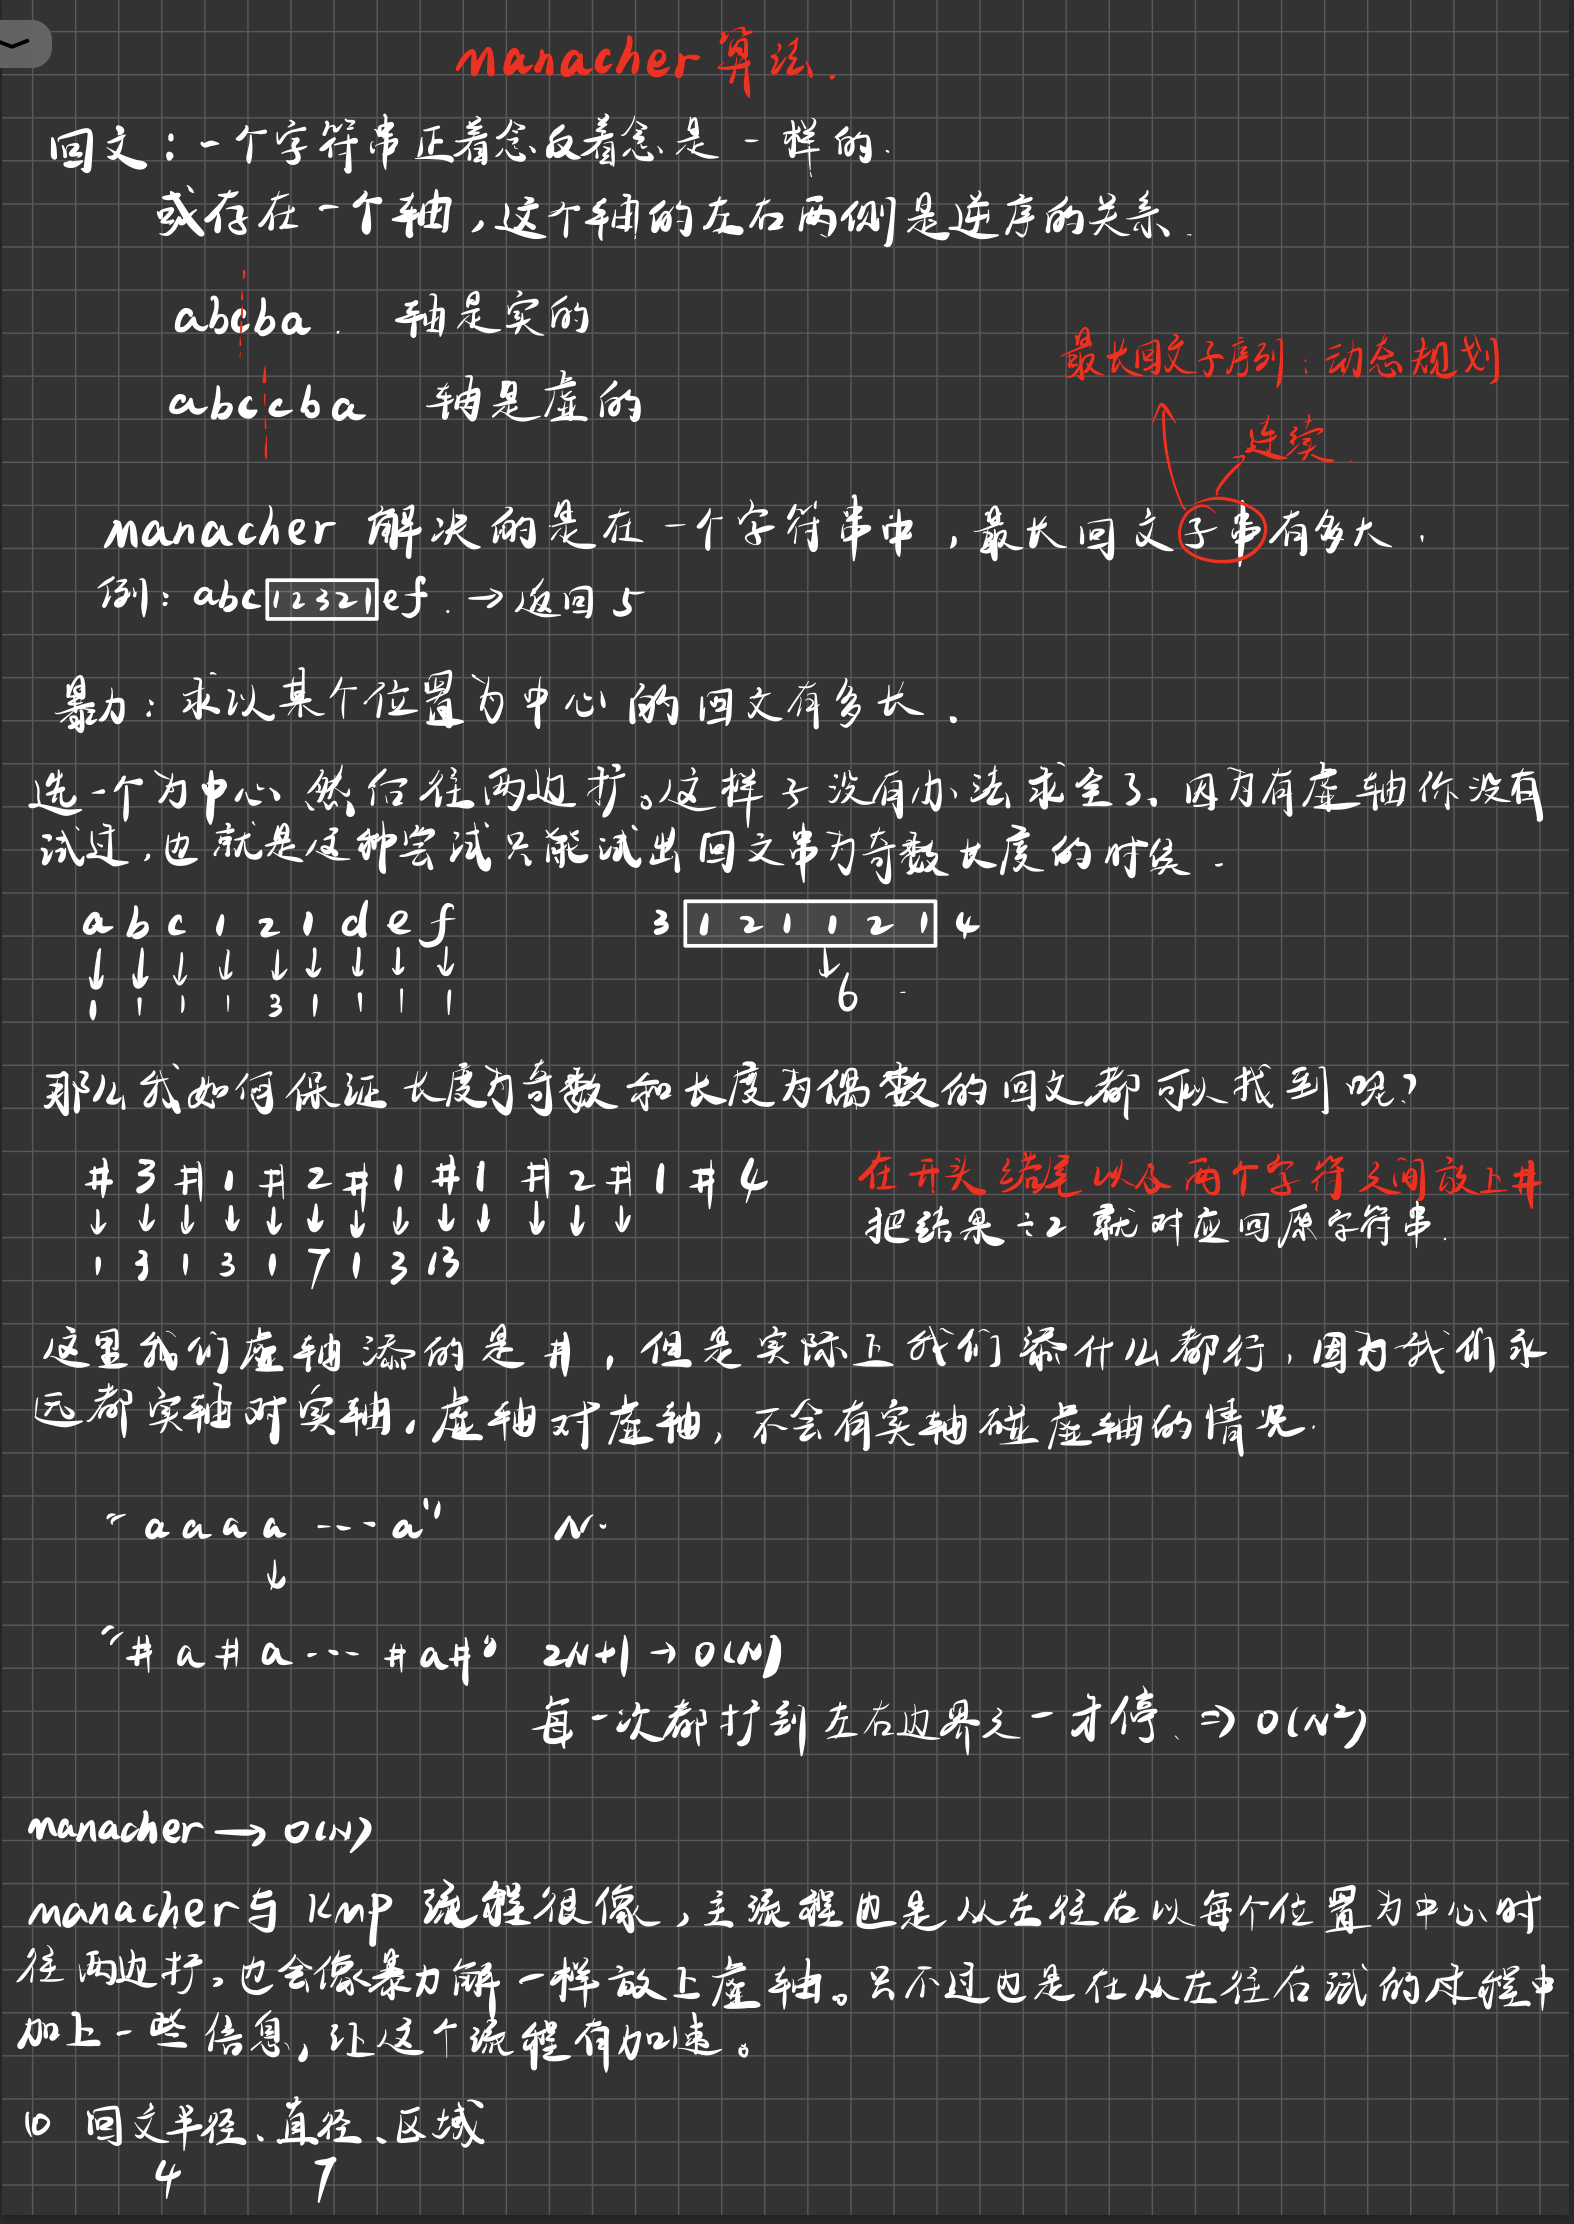 manacher 算法.
回文：一个字符串正着念反着念是一样的.
或存在一个轴，这个轴的左右两侧是逆序的关系.
abcba. 轴是实的
最长回文子序列：动态规划
abccba 轴是虚的
连续.
manacher 解决的是在一个字符串中，最长回文子串有多大.
例：abc12321ef. →返回 5
暴力：求以某个位置为中心的回文有多长.
选一个为中心 然后往两边扩。这样子没有办法求全了、因为有虚轴你没有
试过，也就是这种尝试只能试出回文串为奇数长度的时候.
a b c 1 2 1 d e f 3 1 2 1 1 2 1 4
↓ ↓ ↓ ↓ ↓ ↓ ↓ ↓ ↓ ↓
1 1 1 1 3 1 1 1 1 6
那么我如何保证长度为奇数和长度为偶数的回文都可以找到呢？
# 3 # 1 # 2 # 1 # 1 # 2 # 1 # 4 在开头结尾以及两个字符之间放上#
↓ ↓ ↓ ↓ ↓ ↓ ↓ ↓ ↓ ↓ ↓ ↓ ↓ 把结果÷2 就对应回原字符串.
1 3 1 3 1 7 1 3 13
这里我们虚轴添的是#，但是实际上我们添什么都行，因为我们永
远都实轴对实轴，虚轴对虚轴，不会有实轴碰虚轴的情况.
"a a a a ··· a" N.
↓
"# a # a ··· # a #" 2N+1 → O(N)
每一次都扩到左右边界之一才停. ⇒ O(N²)
manacher → O(N)
manacher与 Kmp 流程很像，主流程也是从左往右以每个位置为中心时
往两边扩，也会像暴力解一样放上虚轴。只不过也是在从左往右试的过程中
加上一些信息，让这个流程有加速。
(1) 回文半径、直径、区域
4 7